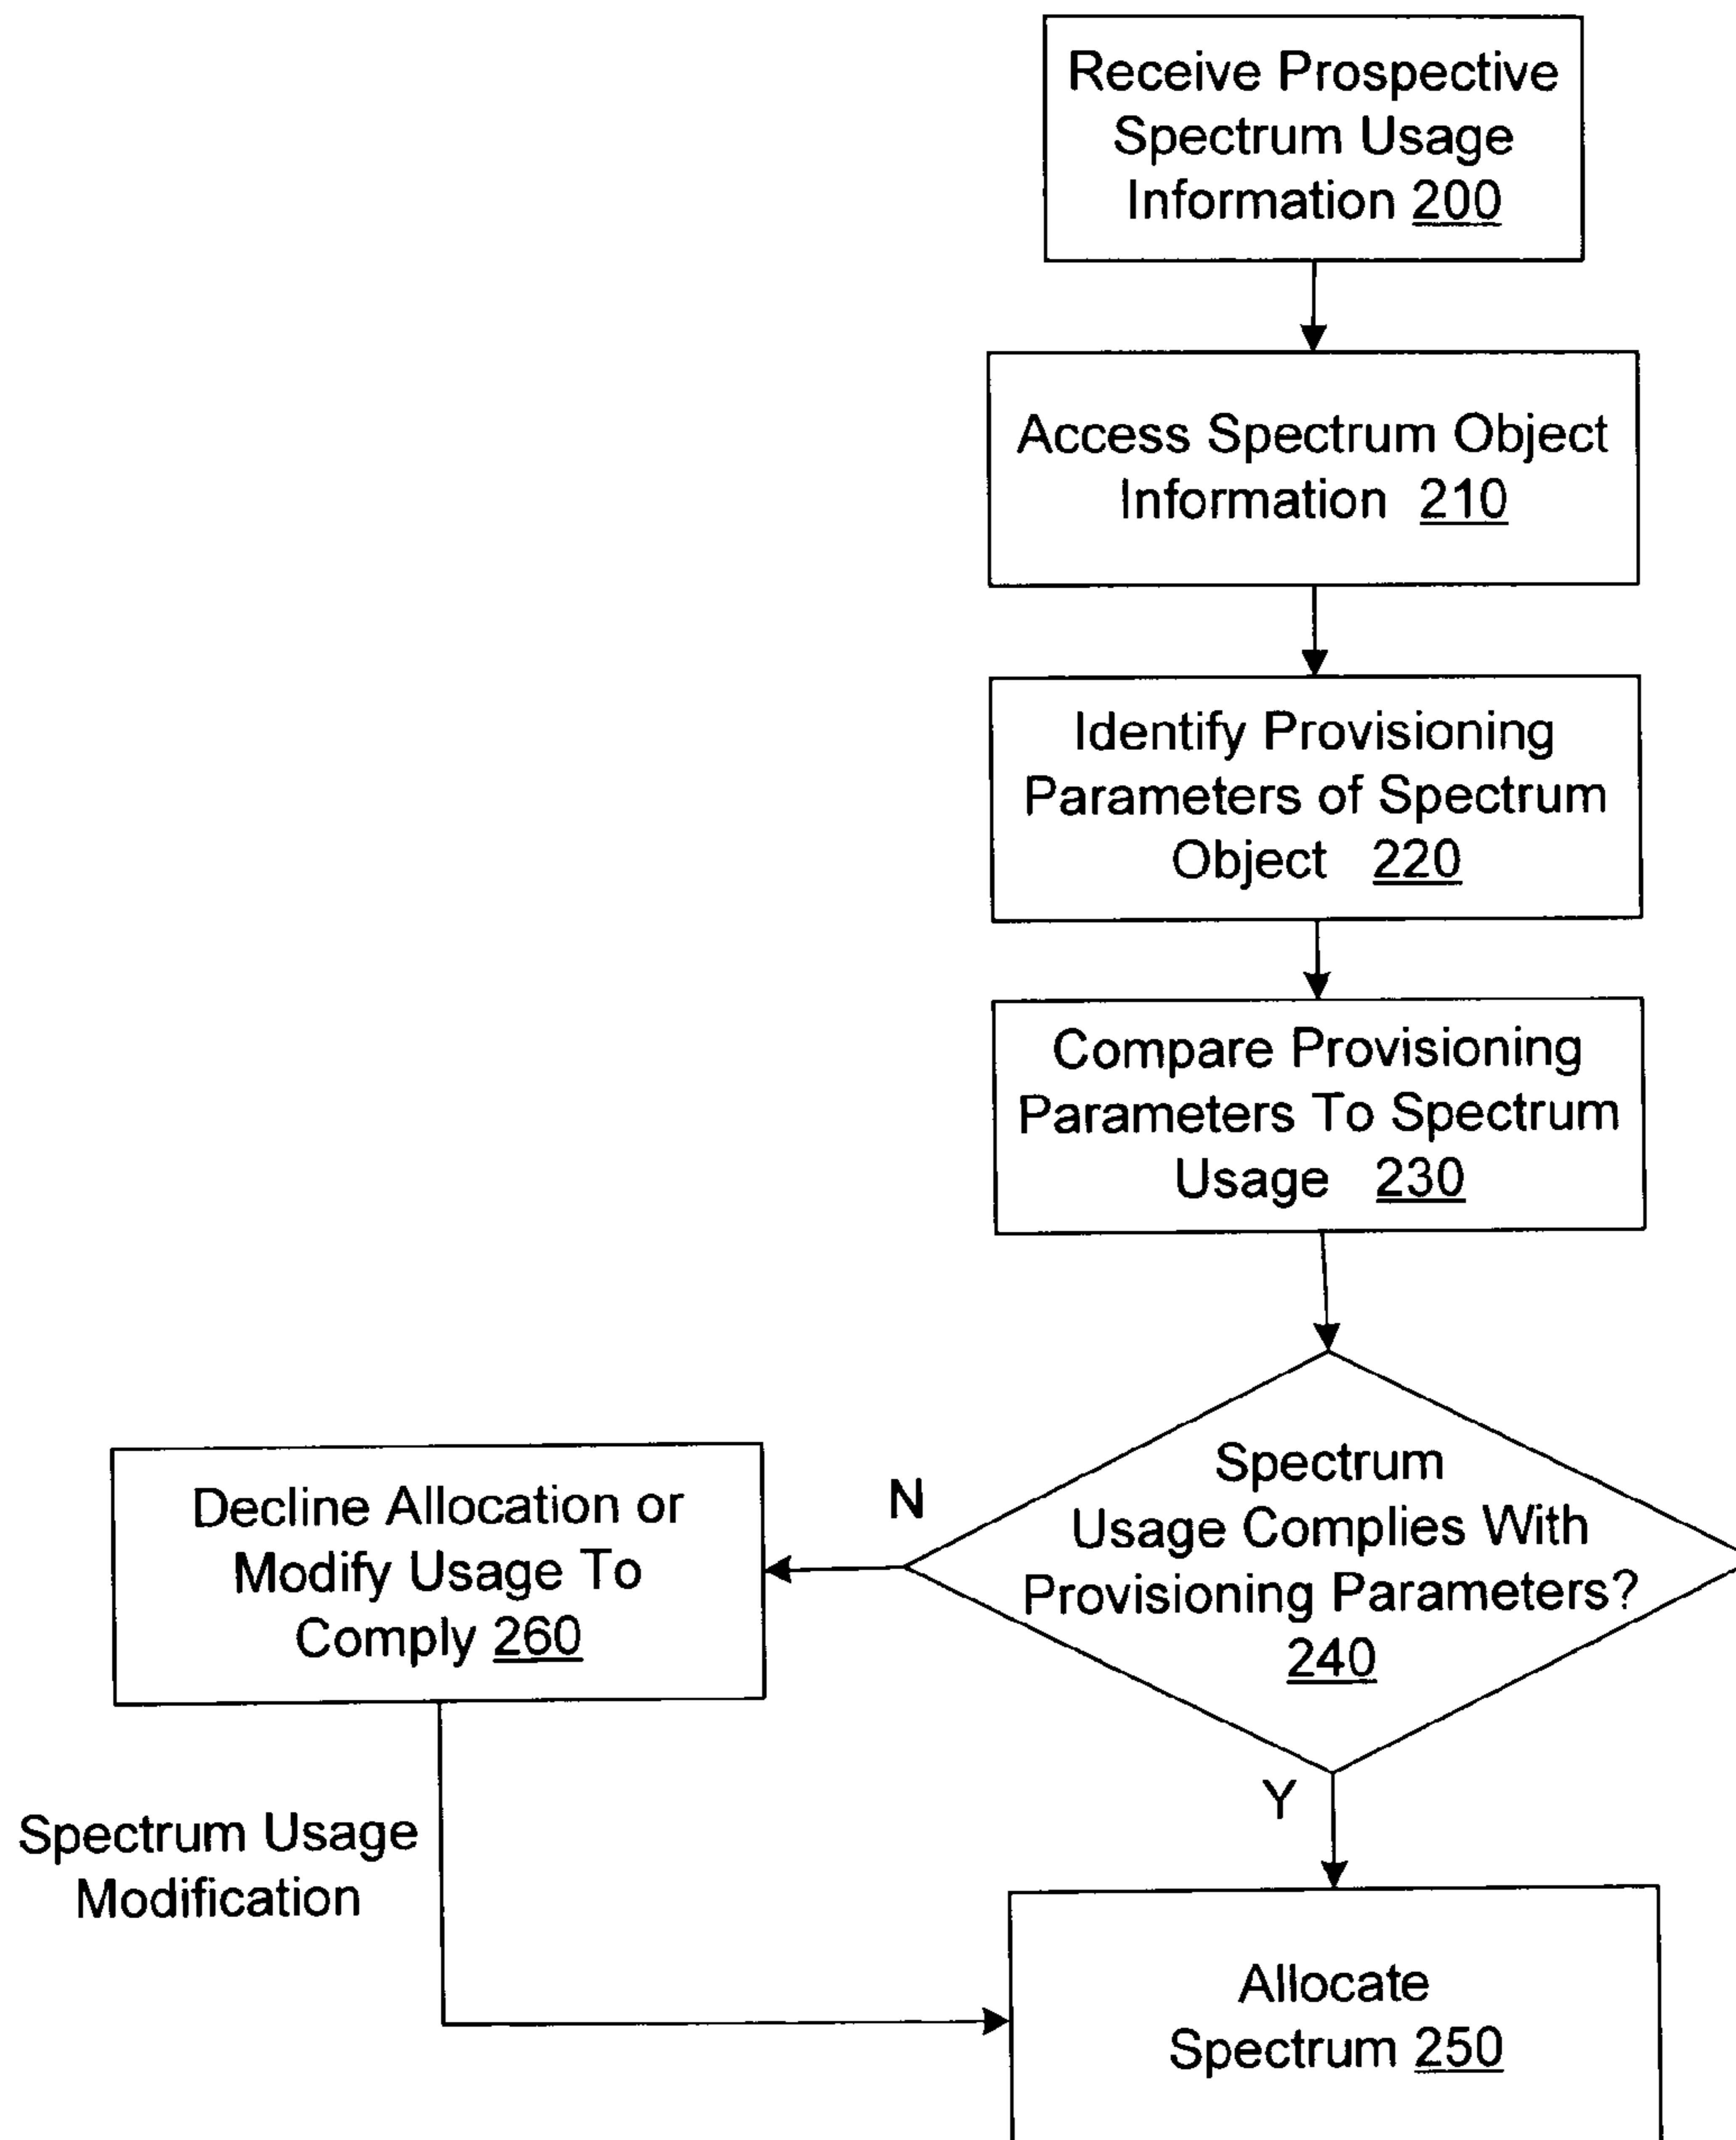 Receive Prospective
Spectrum Usage
Information 200
Access Spectrum Object
Information 210
Identify Provisioning
Parameters of Spectrum
Object 220
Compare Provisioning
Parameters To Spectrum
Usage 230
Spectrum
Usage Complies With
Provisioning Parameters?
240
N
Decline Allocation or
Modify Usage To
Comply 260
Y
Spectrum Usage
Modification
Allocate
Spectrum 250